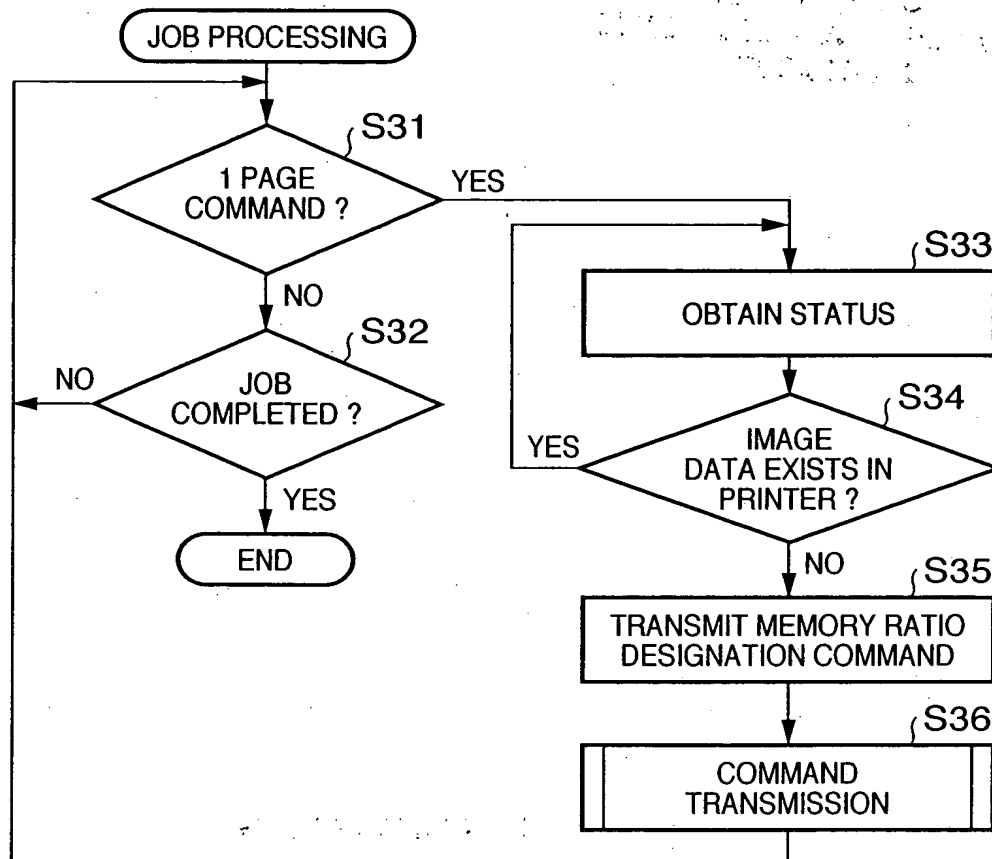 JOB PROCESSING
S31
1 PAGE
COMMAND ?
YES
NO
S32
JOB
COMPLETED ?
NO
YES
END
S33
OBTAIN STATUS
S34
IMAGE
DATA EXISTS IN
PRINTER ?
YES
NO
S35
TRANSMIT MEMORY RATIO
DESIGNATION COMMAND
S36
COMMAND
TRANSMISSION